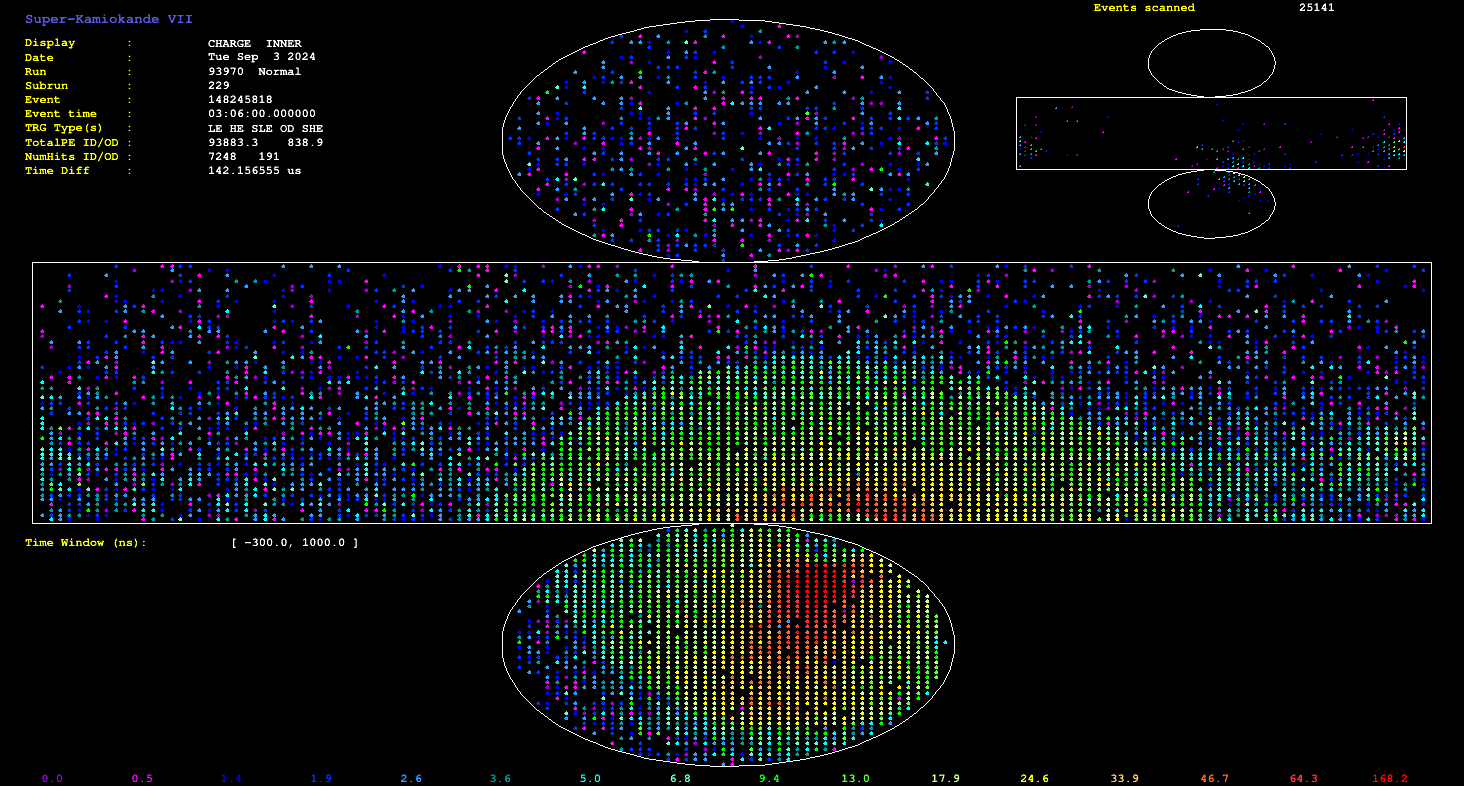 Super-Kamiokande VII
Events scanned 25141
Display : CHARGE INNER
Date : Tue Sep 3 2024
Run : 93970 Normal
Subrun : 229
Event : 148245818
Event time : 03:06:00.000000
TRG Type(s) : LE HE SLE OD SHE
TotalPE ID/OD : 93883.3 838.9
NumHits ID/OD : 7248 191
Time Diff : 142.156555 us
Time Window (ns): [ -300.0, 1000.0 ]
0.0 0.5 1.4 1.9 2.6 3.6 5.0 6.8 9.4 13.0 17.9 24.6 33.9 46.7 64.3 168.2